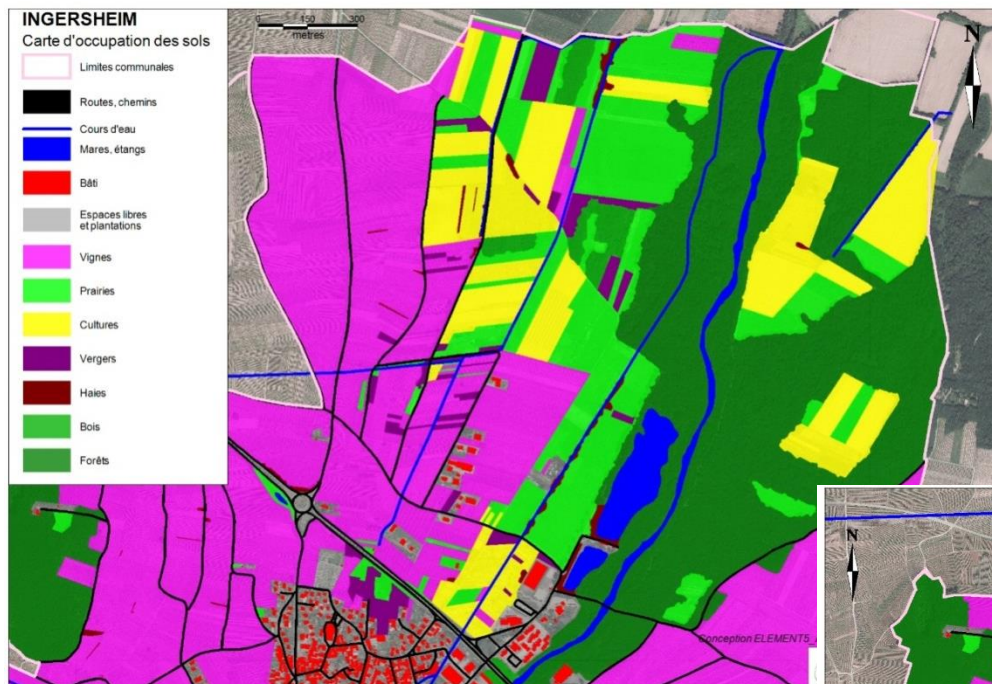 INGERSHEIM
Carte d'occupation des sols
Limites communales
Routes, chemins
Cours d'eau
Mares, étangs
Bâti
Espaces libres
et plantations
Vignes
Prairies
Cultures
Vergers
Haies
Bois
Forêts
0 150 300
metres
N
N
Conception ELEMENT5